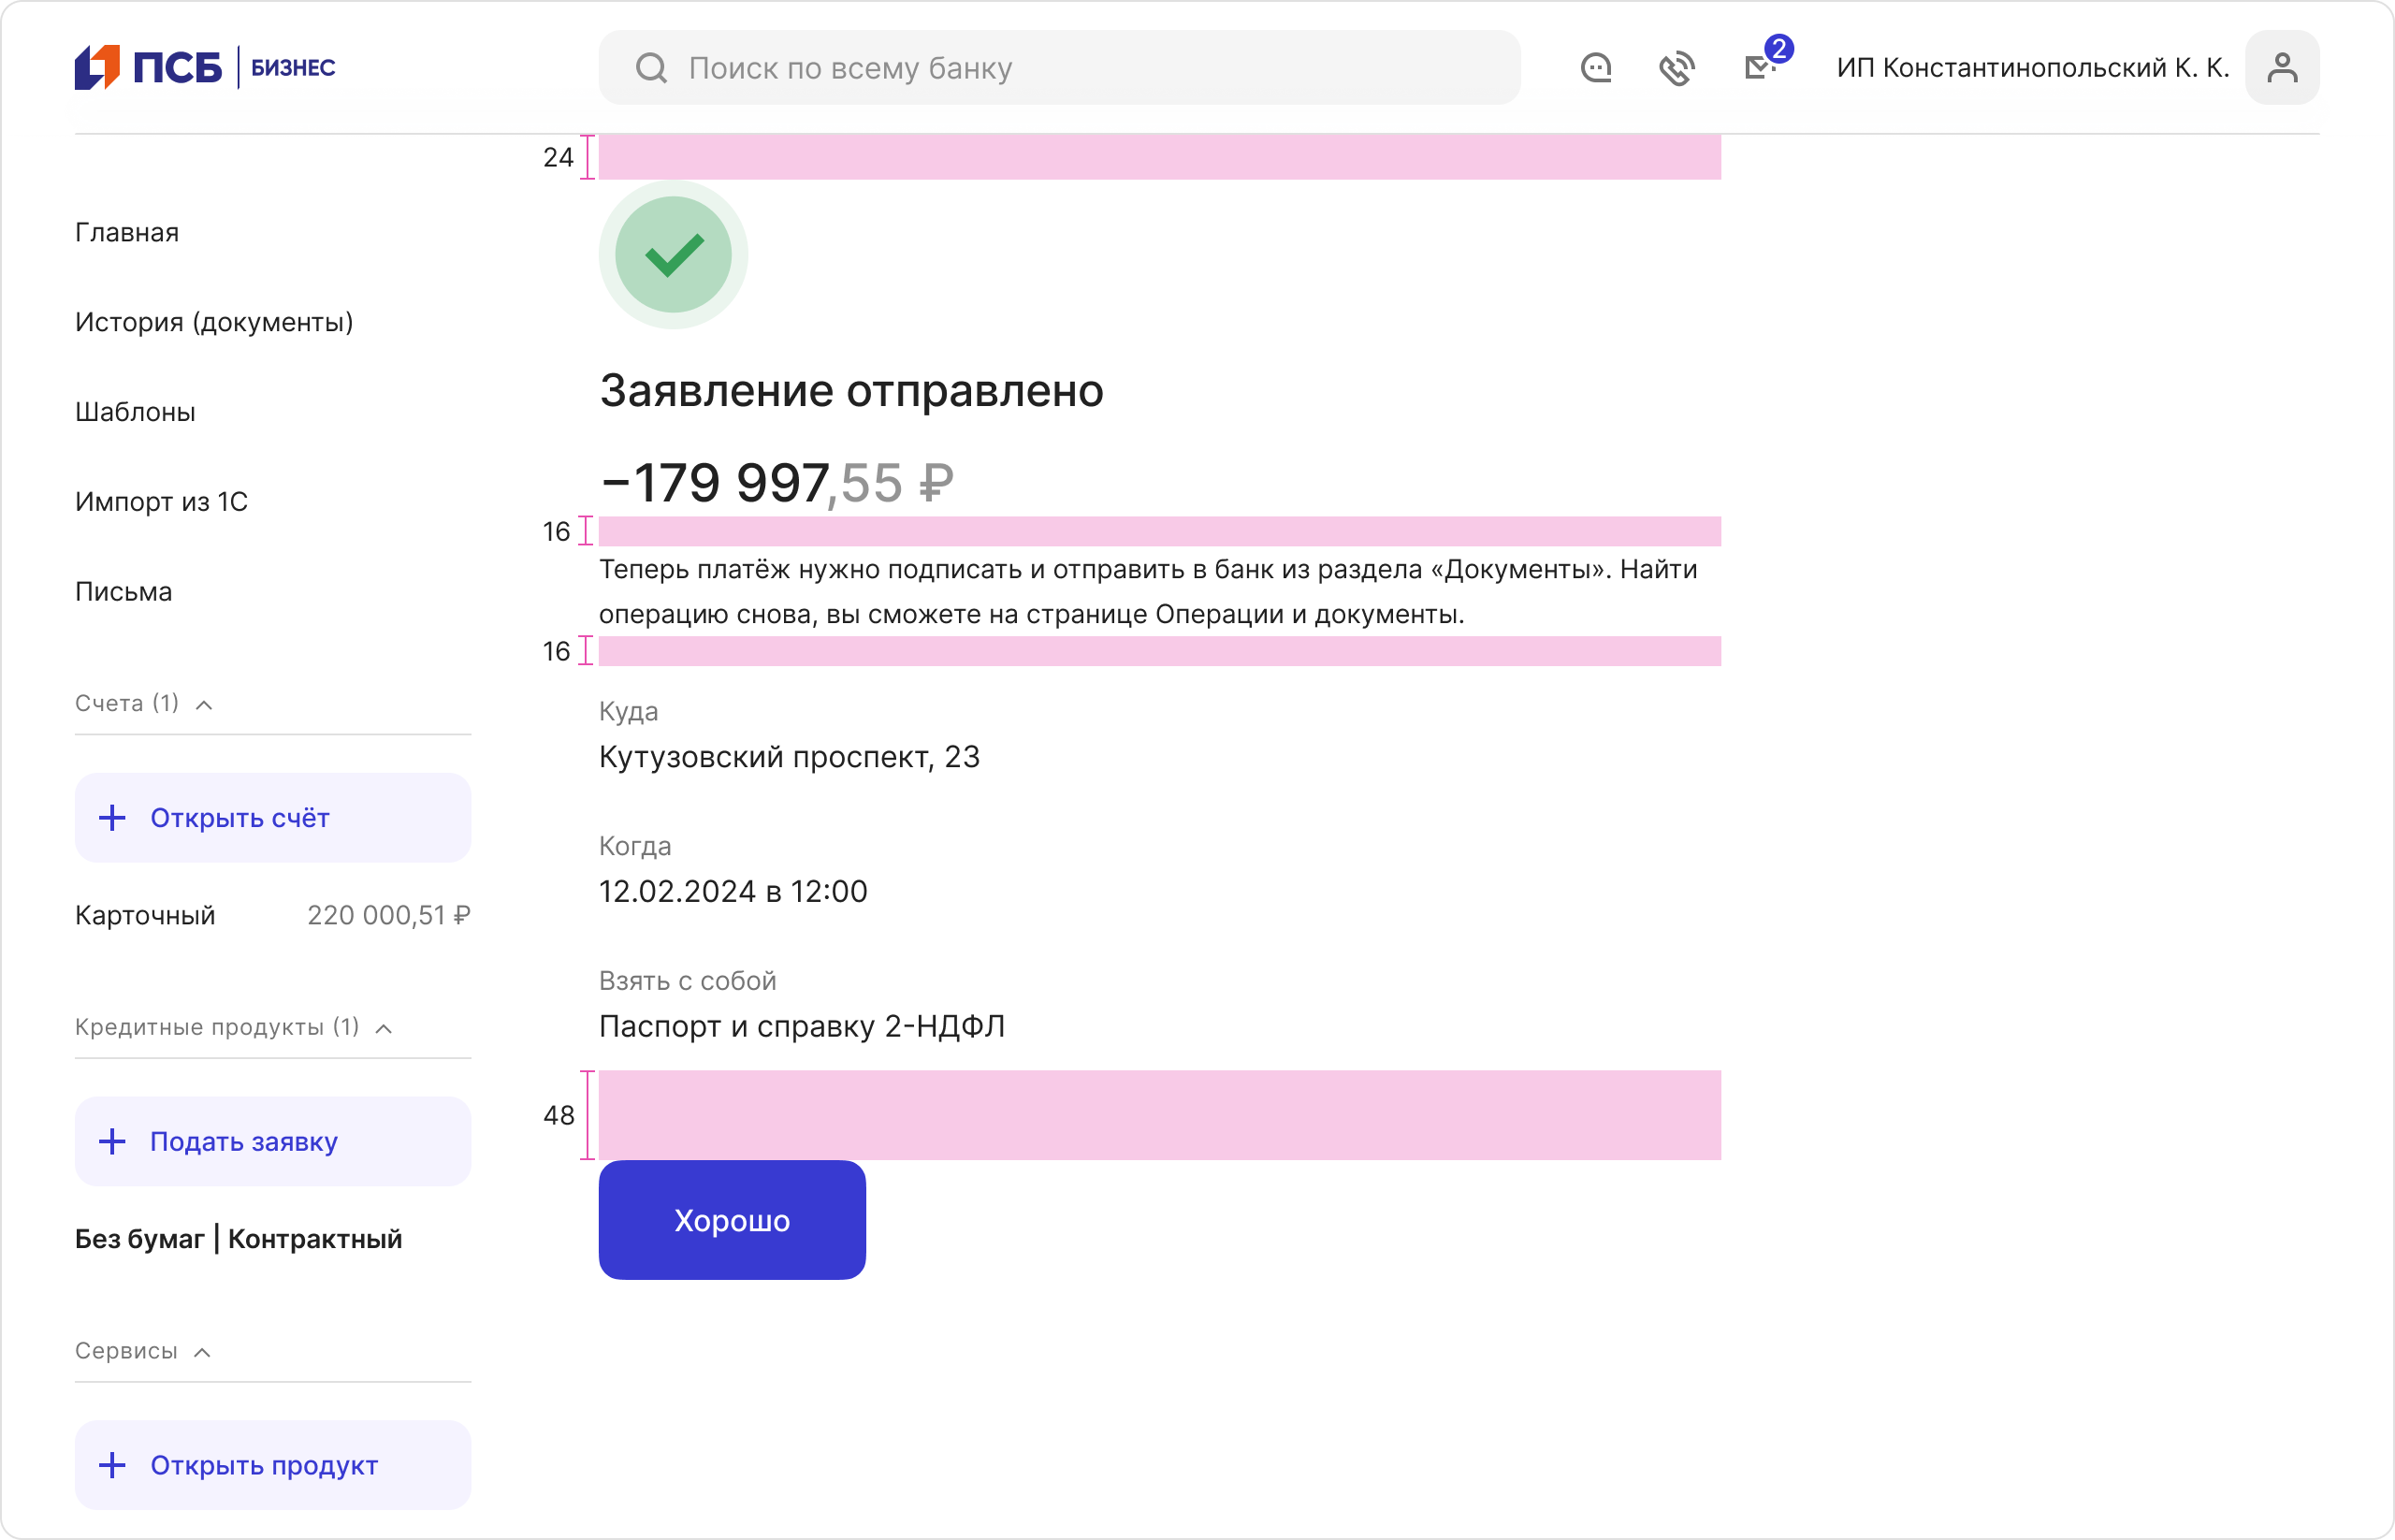 ПСБ БИЗНЕС
Поиск по всему банку
2
ИП Константинопольский К. К.
Главная
История (документы)
Шаблоны
Импорт из 1С
Письма
Счета (1)
Открыть счёт
Карточный 220 000,51 ₽
Кредитные продукты (1)
Подать заявку
Без бумаг | Контрактный
Сервисы
Открыть продукт
24
Заявление отправлено
−179 997,55 ₽
16
Теперь платёж нужно подписать и отправить в банк из раздела «Документы». Найти
операцию снова, вы сможете на странице Операции и документы.
16
Куда
Кутузовский проспект, 23
Когда
12.02.2024 в 12:00
Взять с собой
Паспорт и справку 2-НДФЛ
48
Хорошо